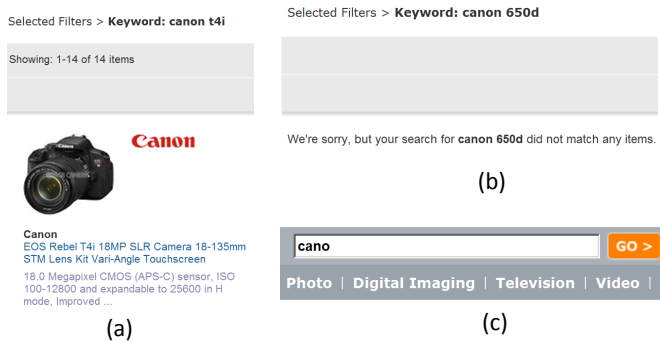 Selected Filters > Keyword: canon t4i
Showing: 1-14 of 14 items
Canon
Canon
EOS Rebel T4i 18MP SLR Camera 18-135mm
STM Lens Kit Vari-Angle Touchscreen
18.0 Megapixel CMOS (APS-C) sensor, ISO
100-12800 and expandable to 25600 in H
mode, Improved ...
(a)
Selected Filters > Keyword: canon 650d
We're sorry, but your search for canon 650d did not match any items.
(b)
cano
GO >
Photo | Digital Imaging | Television | Video |
(c)